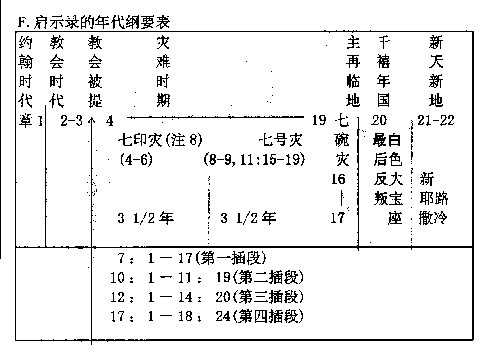 F.启示录的年代纲要表
约翰时代
教会时代
教会被提
灾难时期
主再临地
千禧年国
新天新地
章1 2-3 4 19 20 21-22
七印灾(注8) 七号灾 七碗灾 最后反叛 白色大宝座 新耶路撒冷
(4-6) (8-9,11:15-19) 16|17
3 1/2年 3 1/2年
7：1－17(第一插段)
10：1－11：19(第二插段)
12：1－14：20(第三插段)
17：1－18：24(第四插段)